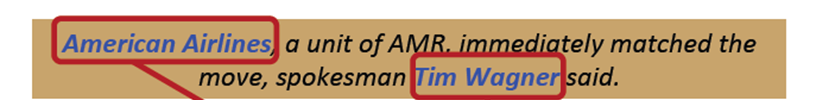 American Airlines, a unit of AMR, immediately matched the
move, spokesman Tim Wagner said.